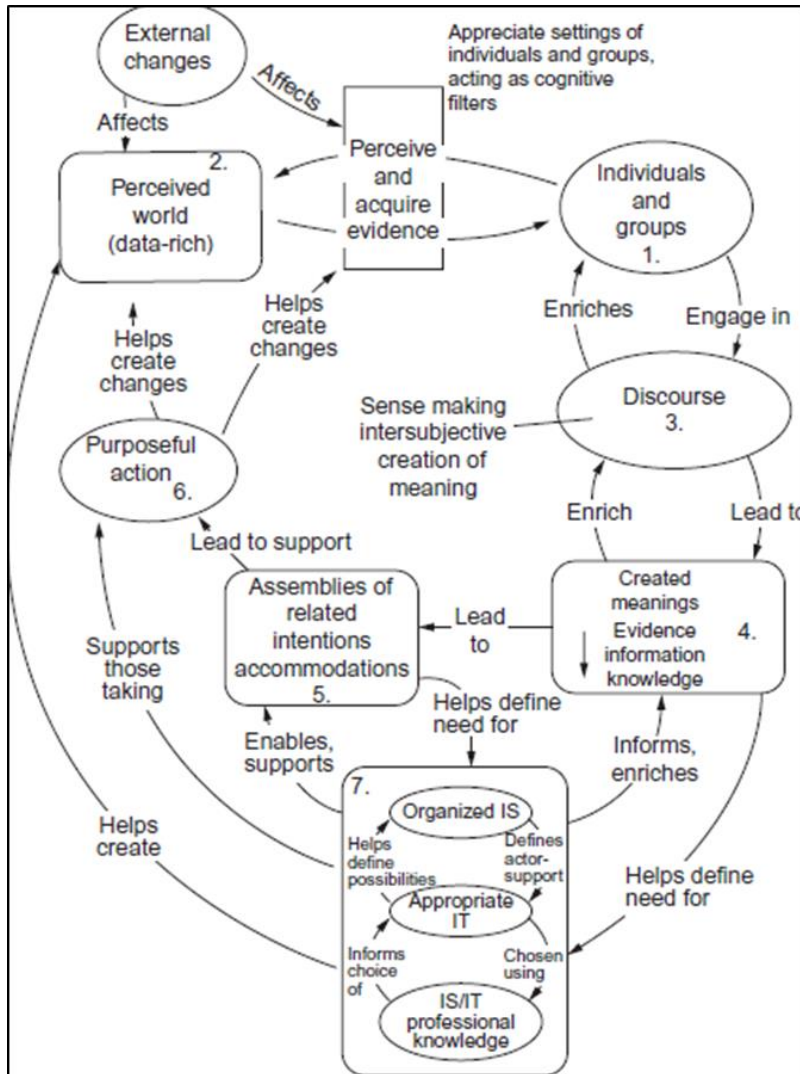 External
changes
Appreciate settings of
individuals and groups,
acting as cognitive
filters
Affects
Affects
2.
Perceived
world
(data-rich)
Perceive
and
acquire
evidence
Individuals
and
groups
1.
Helps
create
changes
Helps
create
changes
Enriches
Engage in
Discourse
3.
Sense making
intersubjective
creation of
meaning
Purposeful
action
6.
Enrich
Lead to
Lead to support
Assemblies of
related
intentions
accommodations
5.
Lead
to
Created
meanings
Evidence
information
knowledge
4.
Supports
those
taking
Helps define
need for
Enables,
supports
Informs,
enriches
7.
Organized IS
Helps
define
possibilities
Defines
actor-
support
Appropriate
IT
Informs
choice
of
Chosen
using
IS/IT
professional
knowledge
Helps
create
Helps define
need for